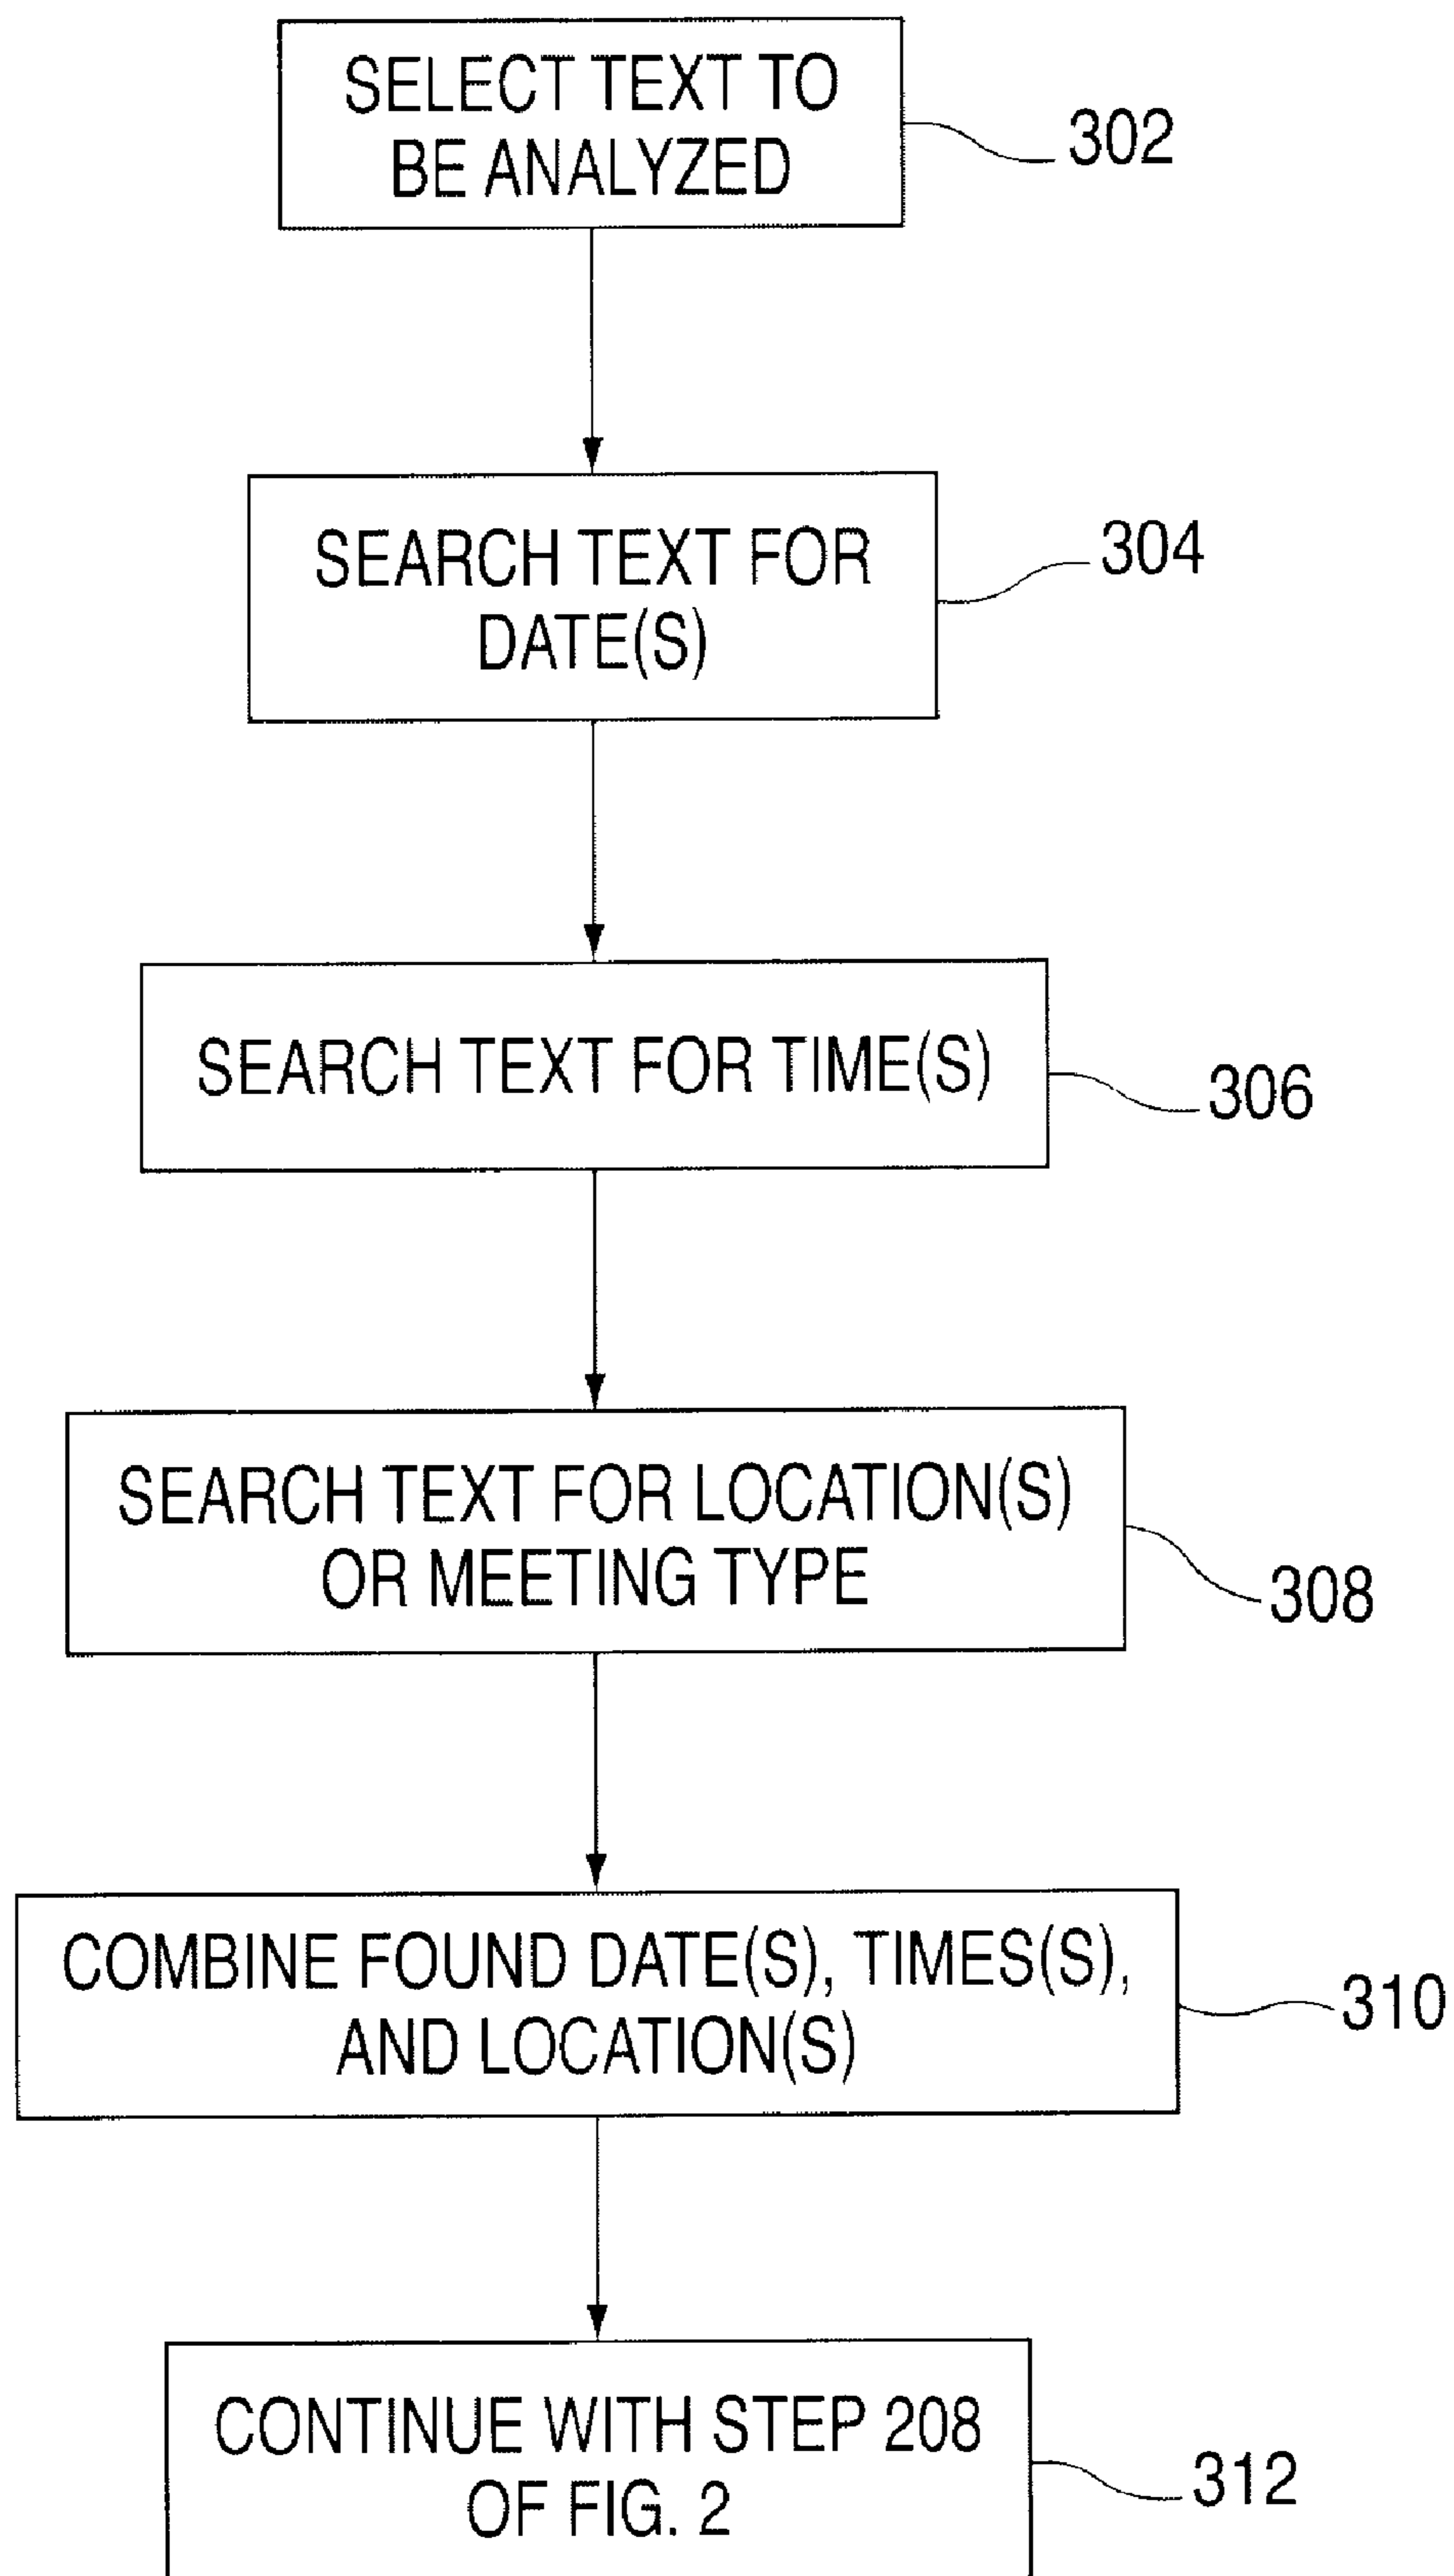 SELECT TEXT TO
BE ANALYZED
302
SEARCH TEXT FOR
DATE(S)
304
SEARCH TEXT FOR TIME(S)
306
SEARCH TEXT FOR LOCATION(S)
OR MEETING TYPE
308
COMBINE FOUND DATE(S), TIMES(S),
AND LOCATION(S)
310
CONTINUE WITH STEP 208
OF FIG. 2
312